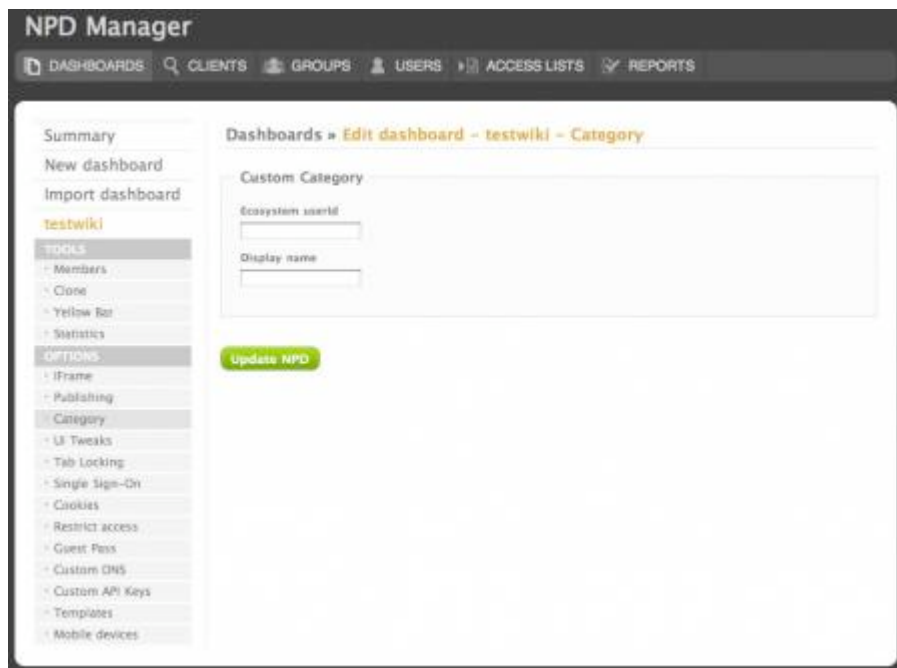 NPD Manager
DASHBOARDS CLIENTS GROUPS USERS ACCESS LISTS REPORTS
Summary
New dashboard
Import dashboard
testwiki
TOOLS
Members
Clone
Yellow Bar
Statistics
OPTIONS
IFrame
Publishing
Category
UI Tweaks
Tab Locking
Single Sign-On
Cookies
Restrict access
Guest Pass
Custom DNS
Custom API Keys
Templates
Mobile devices
Dashboards » Edit dashboard - testwiki - Category
Custom Category
Ecosystem userId
Display name
Update NPD